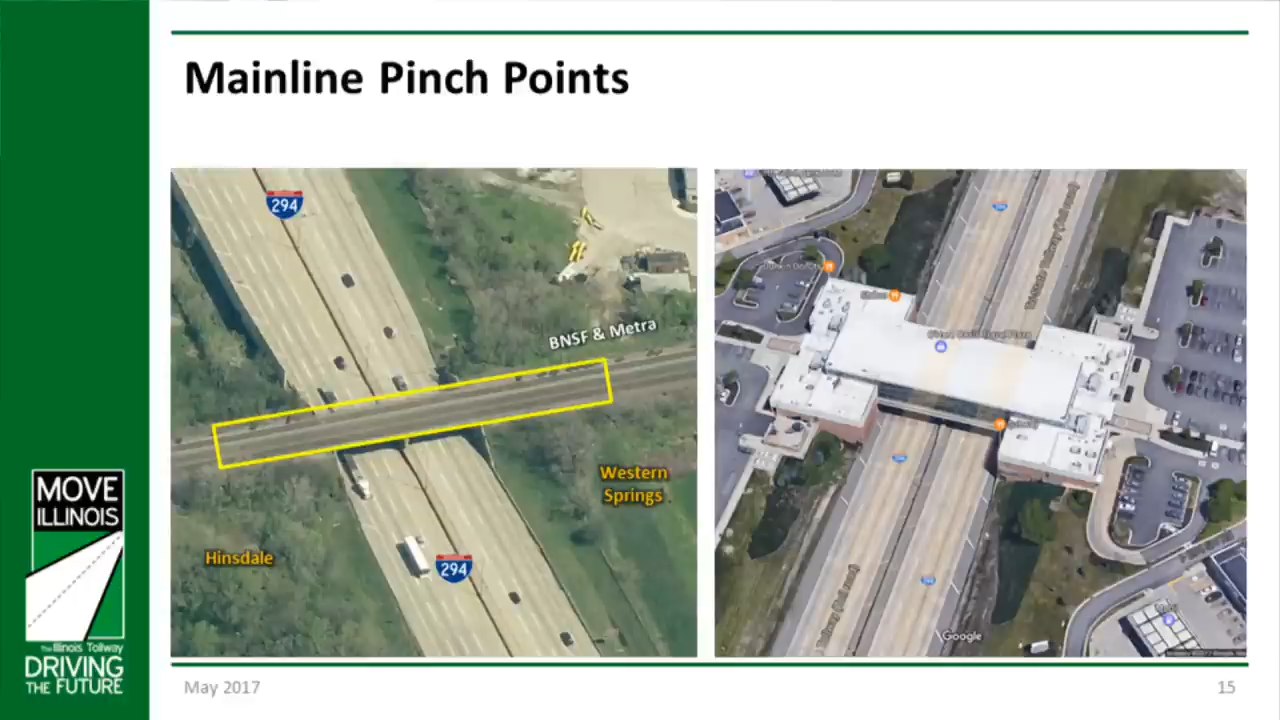 Mainline Pinch Points
294
BNSF & Metra
Western
Springs
Hinsdale
294
Google
MOVE
ILLINOIS
The Illinois Tollway
DRIVING
THE FUTURE
May 2017
15